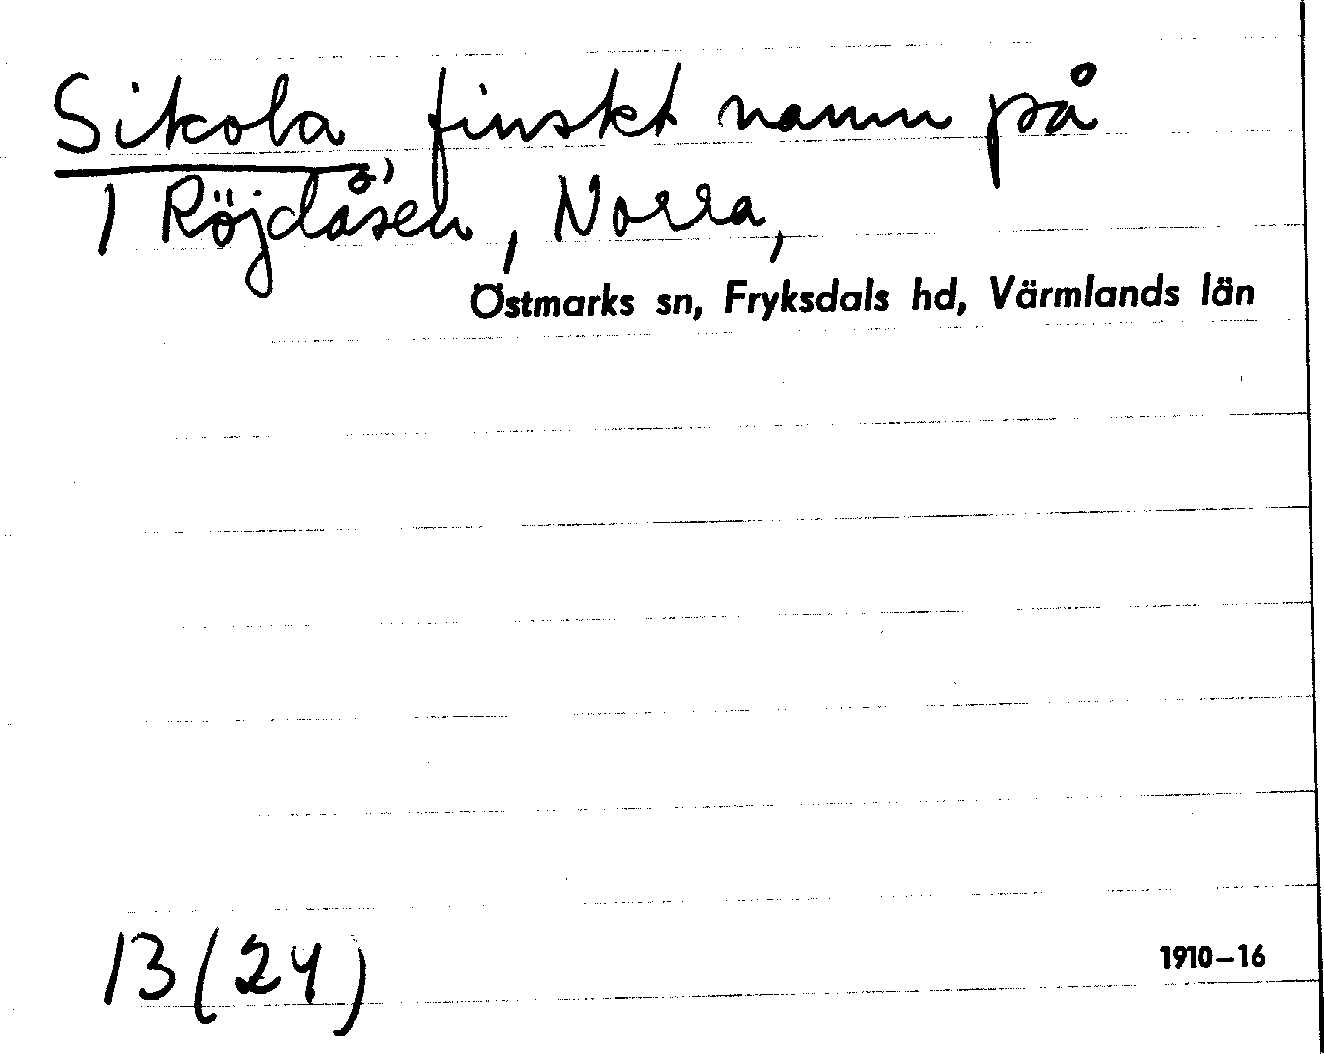 Sikola, finskt namn på
1 Röjdåsen, Norra,
Östmarks sn, Fryksdals hd, Värmlands län
13 (24)
1910–16